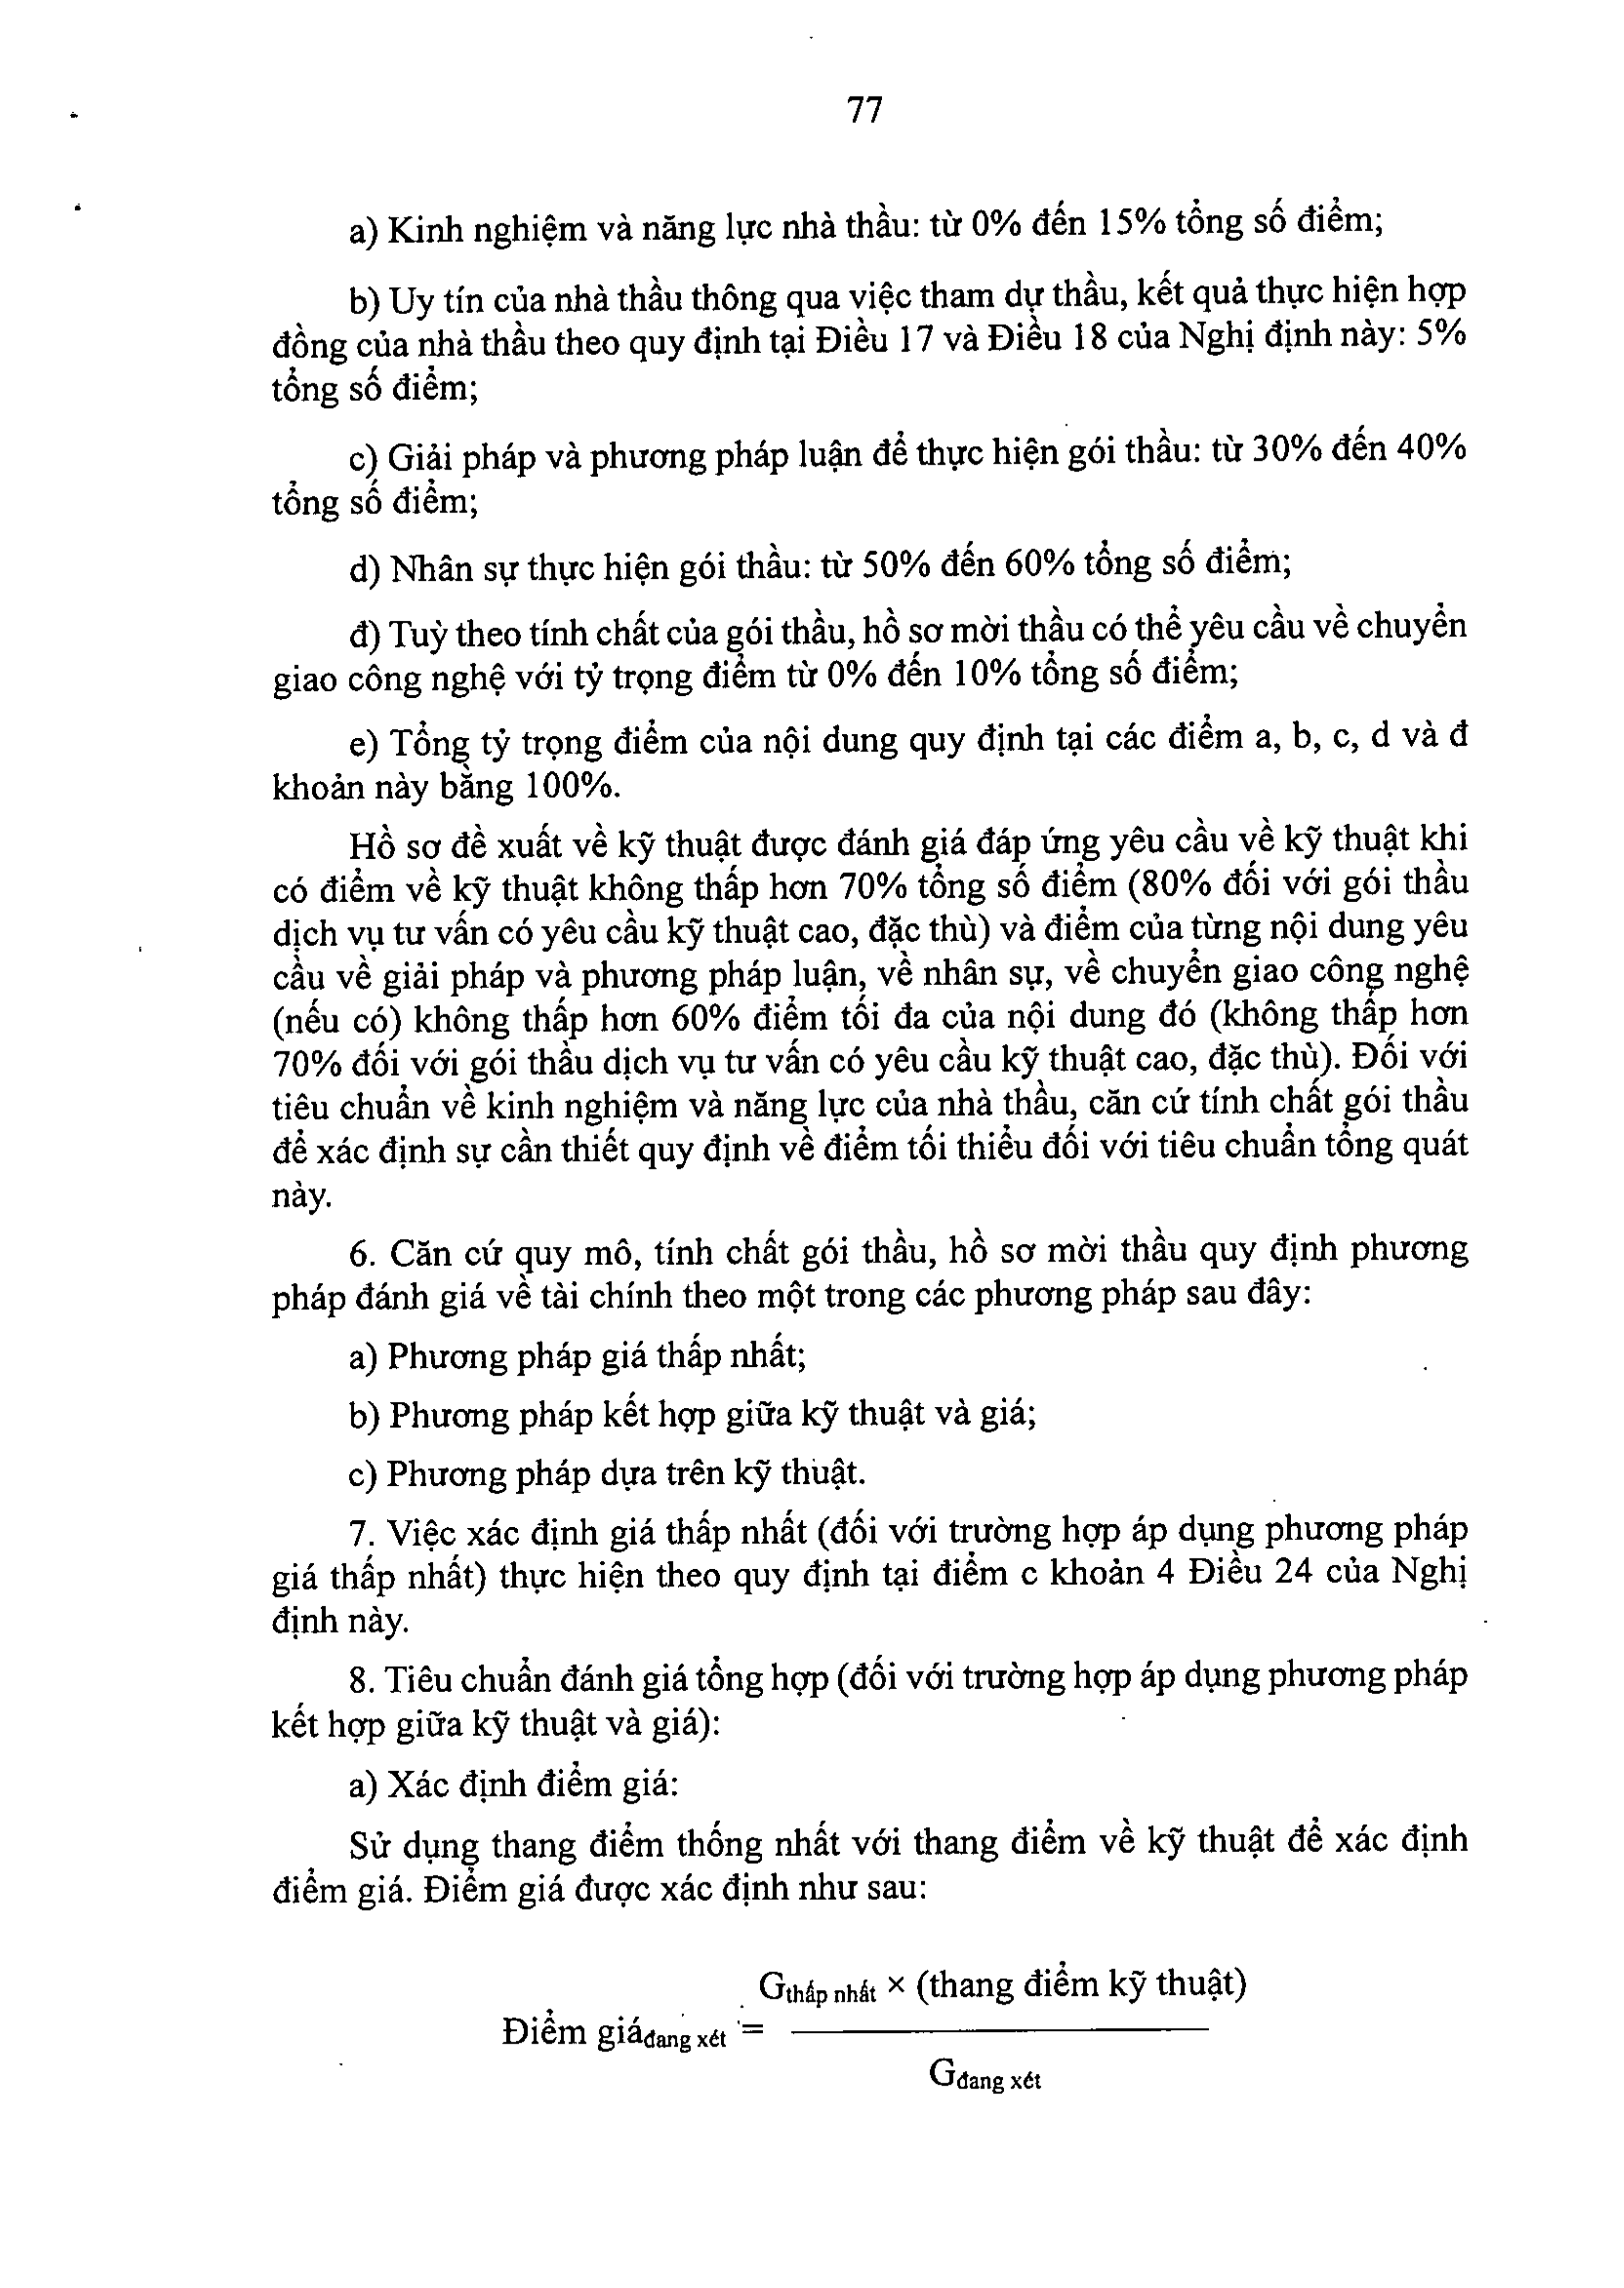 77
a) Kinh nghiệm và năng lực nhà thầu: từ 0% đến 15% tổng số điểm;
b) Uy tín của nhà thầu thông qua việc tham dự thầu, kết quả thực hiện hợp
đồng của nhà thầu theo quy định tại Điều 17 và Điều 18 của Nghị định này: 5%
tổng số điểm;
c) Giải pháp và phương pháp luận để thực hiện gói thầu: từ 30% đến 40%
tổng số điểm;
d) Nhân sự thực hiện gói thầu: từ 50% đến 60% tổng số điểm;
đ) Tuỳ theo tính chất của gói thầu, hồ sơ mời thầu có thể yêu cầu về chuyển
giao công nghệ với tỷ trọng điểm từ 0% đến 10% tổng số điểm;
e) Tổng tỷ trọng điểm của nội dung quy định tại các điểm a, b, c, d và đ
khoản này bằng 100%.
Hồ sơ đề xuất về kỹ thuật được đánh giá đáp ứng yêu cầu về kỹ thuật khi
có điểm về kỹ thuật không thấp hơn 70% tổng số điểm (80% đối với gói thầu
dịch vụ tư vấn có yêu cầu kỹ thuật cao, đặc thù) và điểm của từng nội dung yêu
cầu về giải pháp và phương pháp luận, về nhân sự, về chuyển giao công nghệ
(nếu có) không thấp hơn 60% điểm tối đa của nội dung đó (không thấp hơn
70% đối với gói thầu dịch vụ tư vấn có yêu cầu kỹ thuật cao, đặc thù). Đối với
tiêu chuẩn về kinh nghiệm và năng lực của nhà thầu, căn cứ tính chất gói thầu
để xác định sự cần thiết quy định về điểm tối thiểu đối với tiêu chuẩn tổng quát
này.
6. Căn cứ quy mô, tính chất gói thầu, hồ sơ mời thầu quy định phương
pháp đánh giá về tài chính theo một trong các phương pháp sau đây:
a) Phương pháp giá thấp nhất;
b) Phương pháp kết hợp giữa kỹ thuật và giá;
c) Phương pháp dựa trên kỹ thuật.
7. Việc xác định giá thấp nhất (đối với trường hợp áp dụng phương pháp
giá thấp nhất) thực hiện theo quy định tại điểm c khoản 4 Điều 24 của Nghị
định này.
8. Tiêu chuẩn đánh giá tổng hợp (đối với trường hợp áp dụng phương pháp
kết hợp giữa kỹ thuật và giá):
a) Xác định điểm giá:
Sử dụng thang điểm thống nhất với thang điểm về kỹ thuật để xác định
điểm giá. Điểm giá được xác định như sau:
Gthấp nhất × (thang điểm kỹ thuật)
Điểm giáđang xét =
Gđang xét